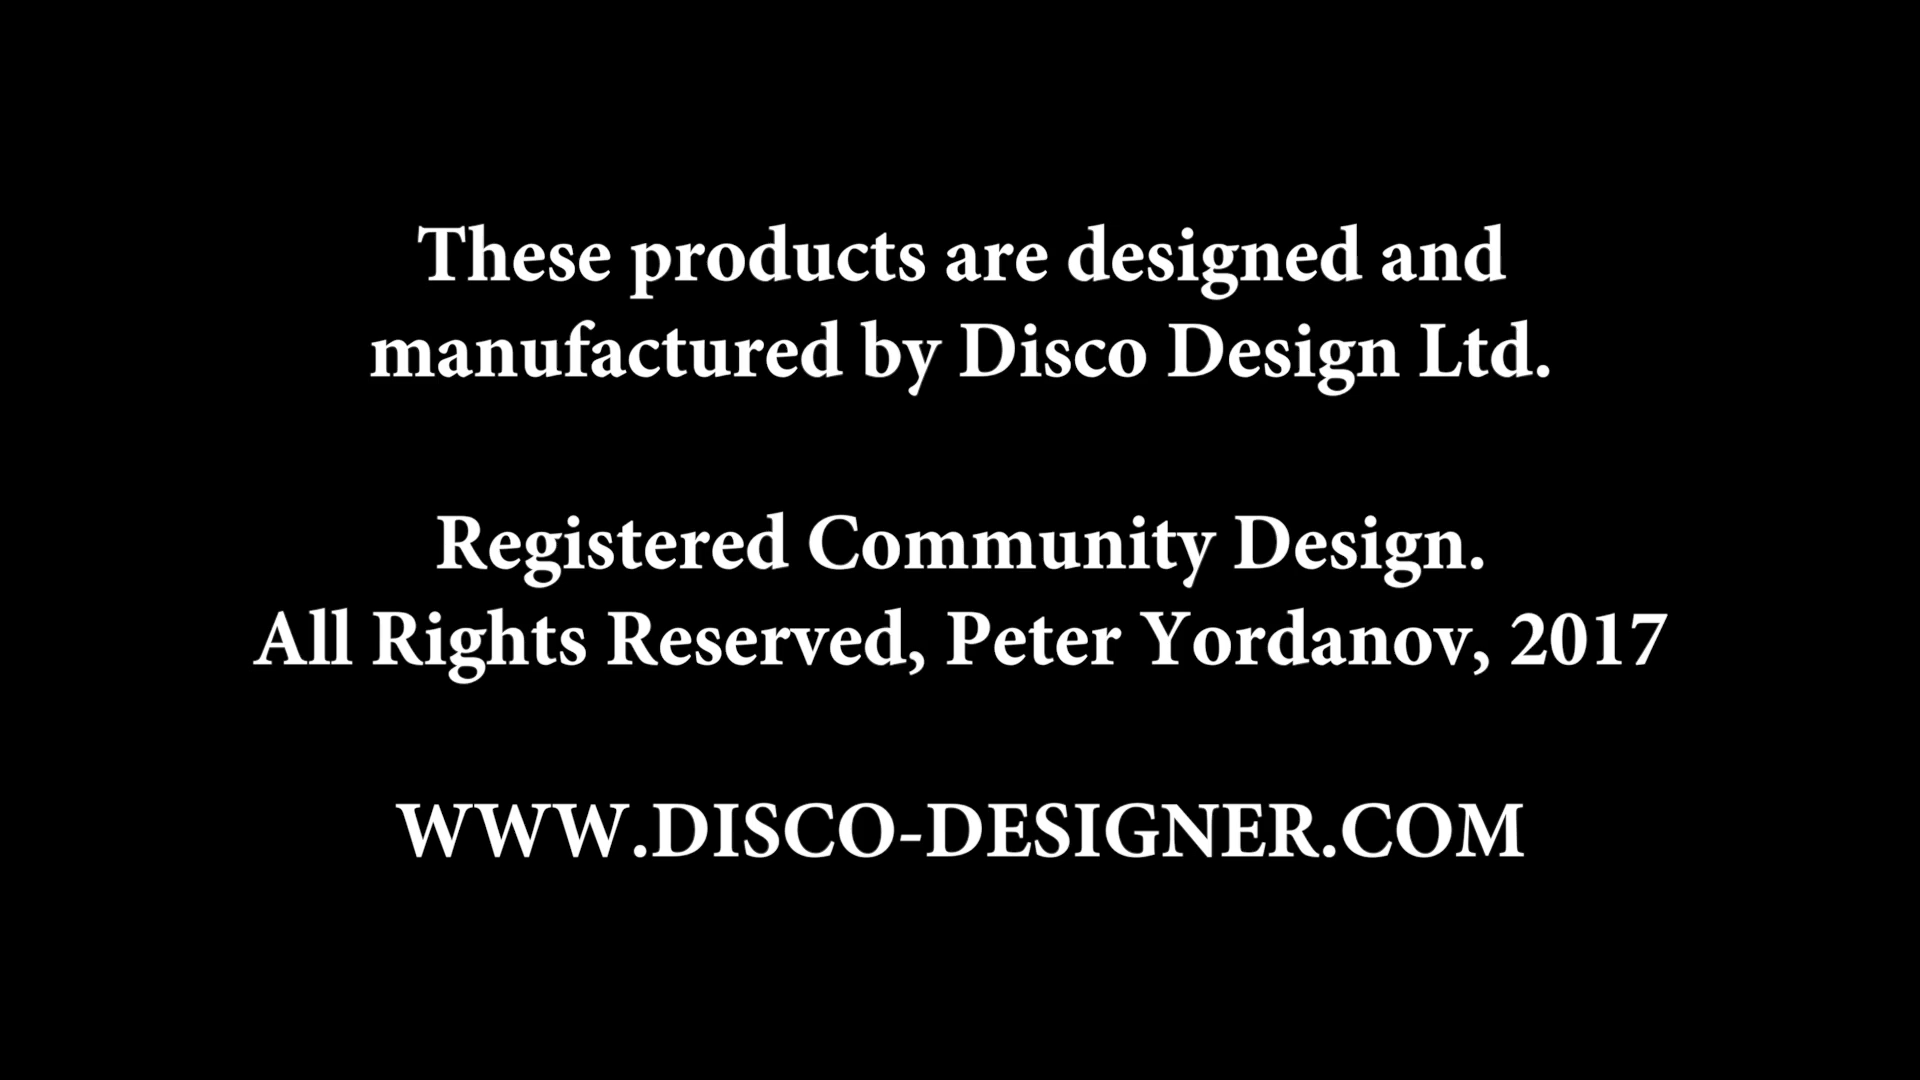 These products are designed and
manufactured by Disco Design Ltd.
Registered Community Design.
All Rights Reserved, Peter Yordanov, 2017
WWW.DISCO-DESIGNER.COM